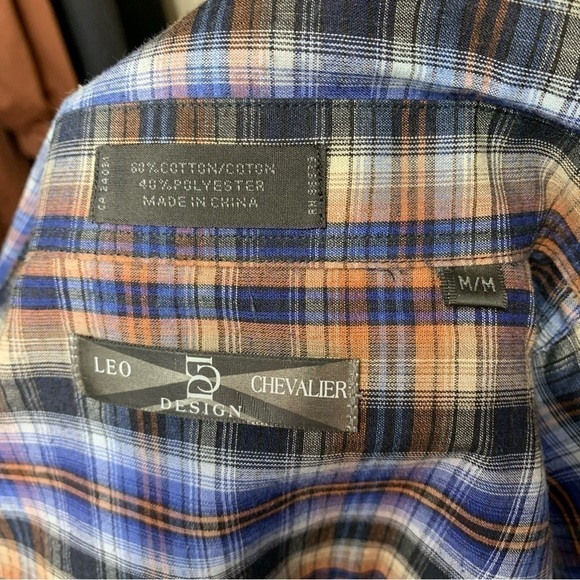 60% COTTON/COTON
40% POLYESTER
MADE IN CHINA
M/M
LEO CHEVALIER
DESIGN